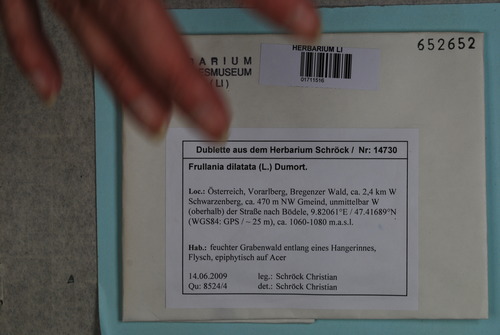 HERBARIUM LI
652652
ARIUM
ESMUSEUM
(LI)
01711516
Dublette aus dem Herbarium Schröck / Nr: 14730
Frullania dilatata (L.) Dumort.
Loc.: Österreich, Vorarlberg, Bregenzer Wald, ca. 2,4 km W
Schwarzenberg, ca. 470 m NW Gmeind, unmittelbar W
(oberhalb) der Straße nach Bödele, 9.82061°E / 47.41689°N
(WGS84: GPS / ~ 25 m), ca. 1060-1080 m.a.s.l.
Hab.: feuchter Grabenwald entlang eines Hangerinnes,
Flysch, epiphytisch auf Acer
14.06.2009 leg.: Schröck Christian
Qu: 8524/4 det.: Schröck Christian